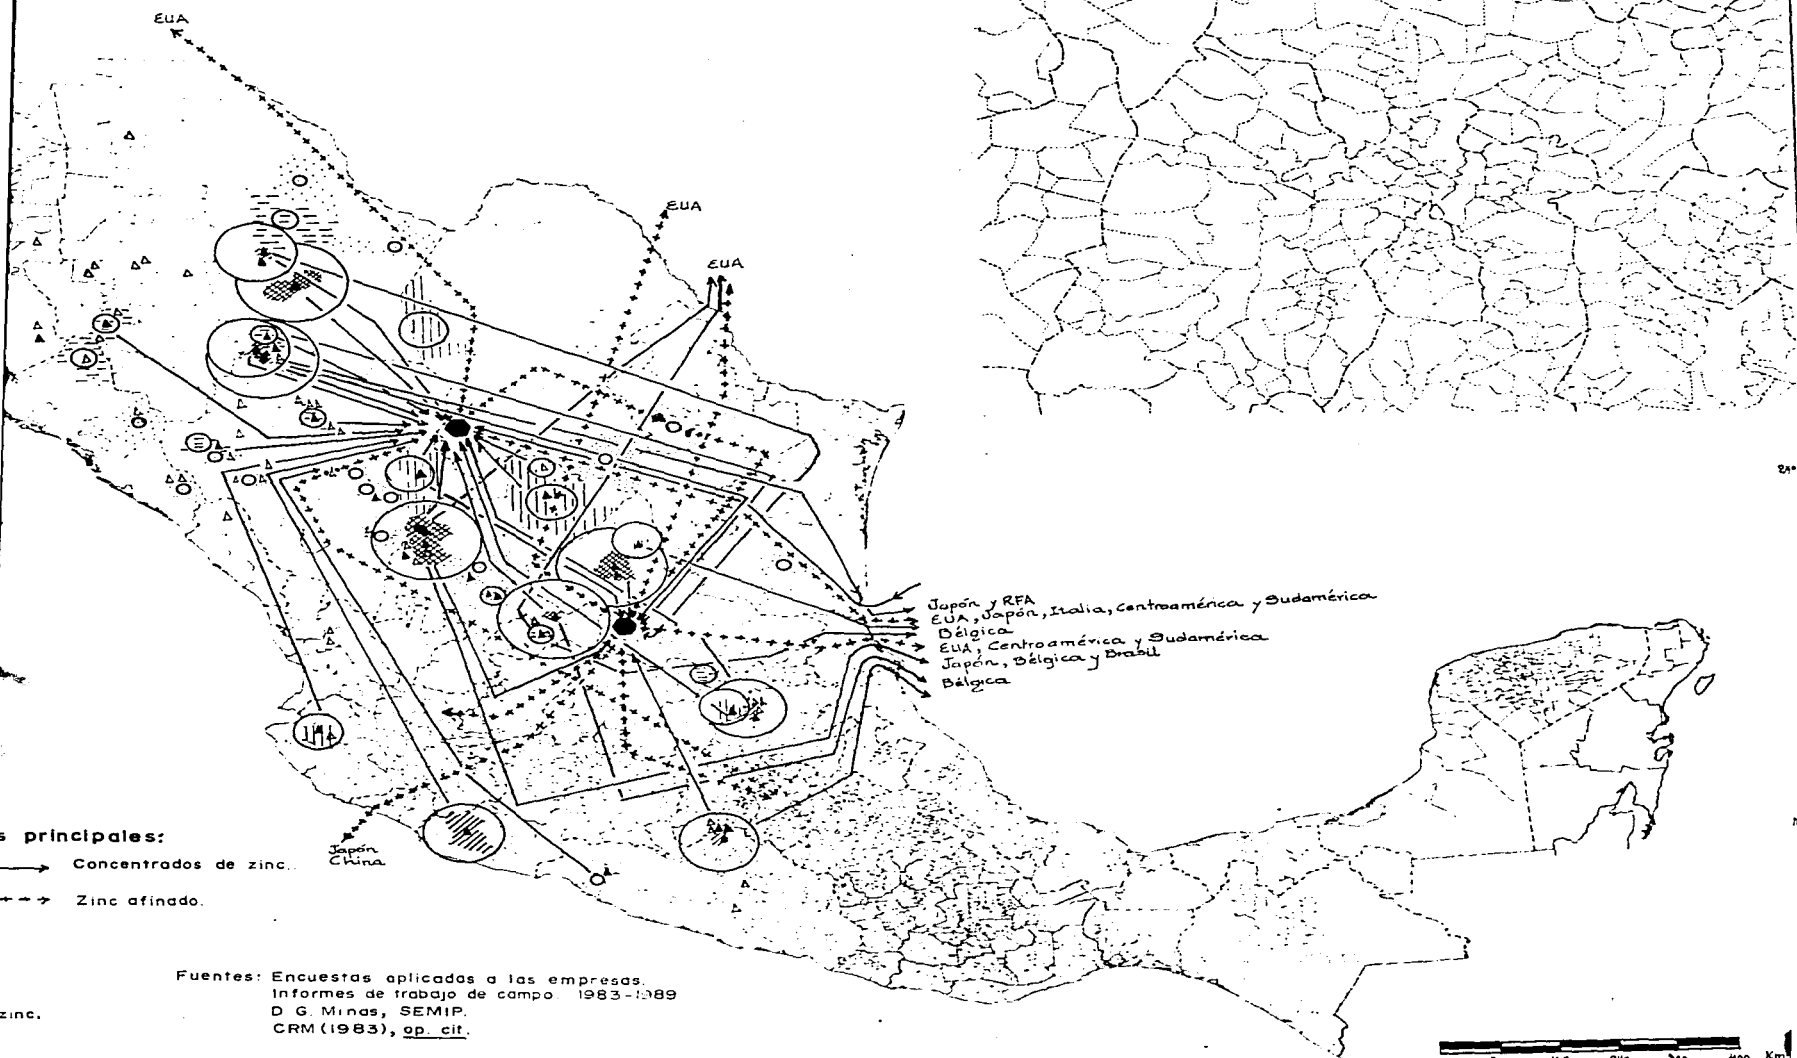 EUA
EUA
EUA
Japón y RFA
EUA, Japón, Italia, Centroamérica y Sudamérica
Bélgica
EUA, Centroamérica y Sudamérica
Japón, Bélgica y Brasil
Bélgica
Japón
China
s principales:
Concentrados de zinc.
Zinc afinado.
Fuentes: Encuestas aplicadas a las empresas.
Informes de trabajo de campo. 1983-1989
D G. Minas, SEMIP.
CRM (1983), op. cit.
zinc.
400 Km